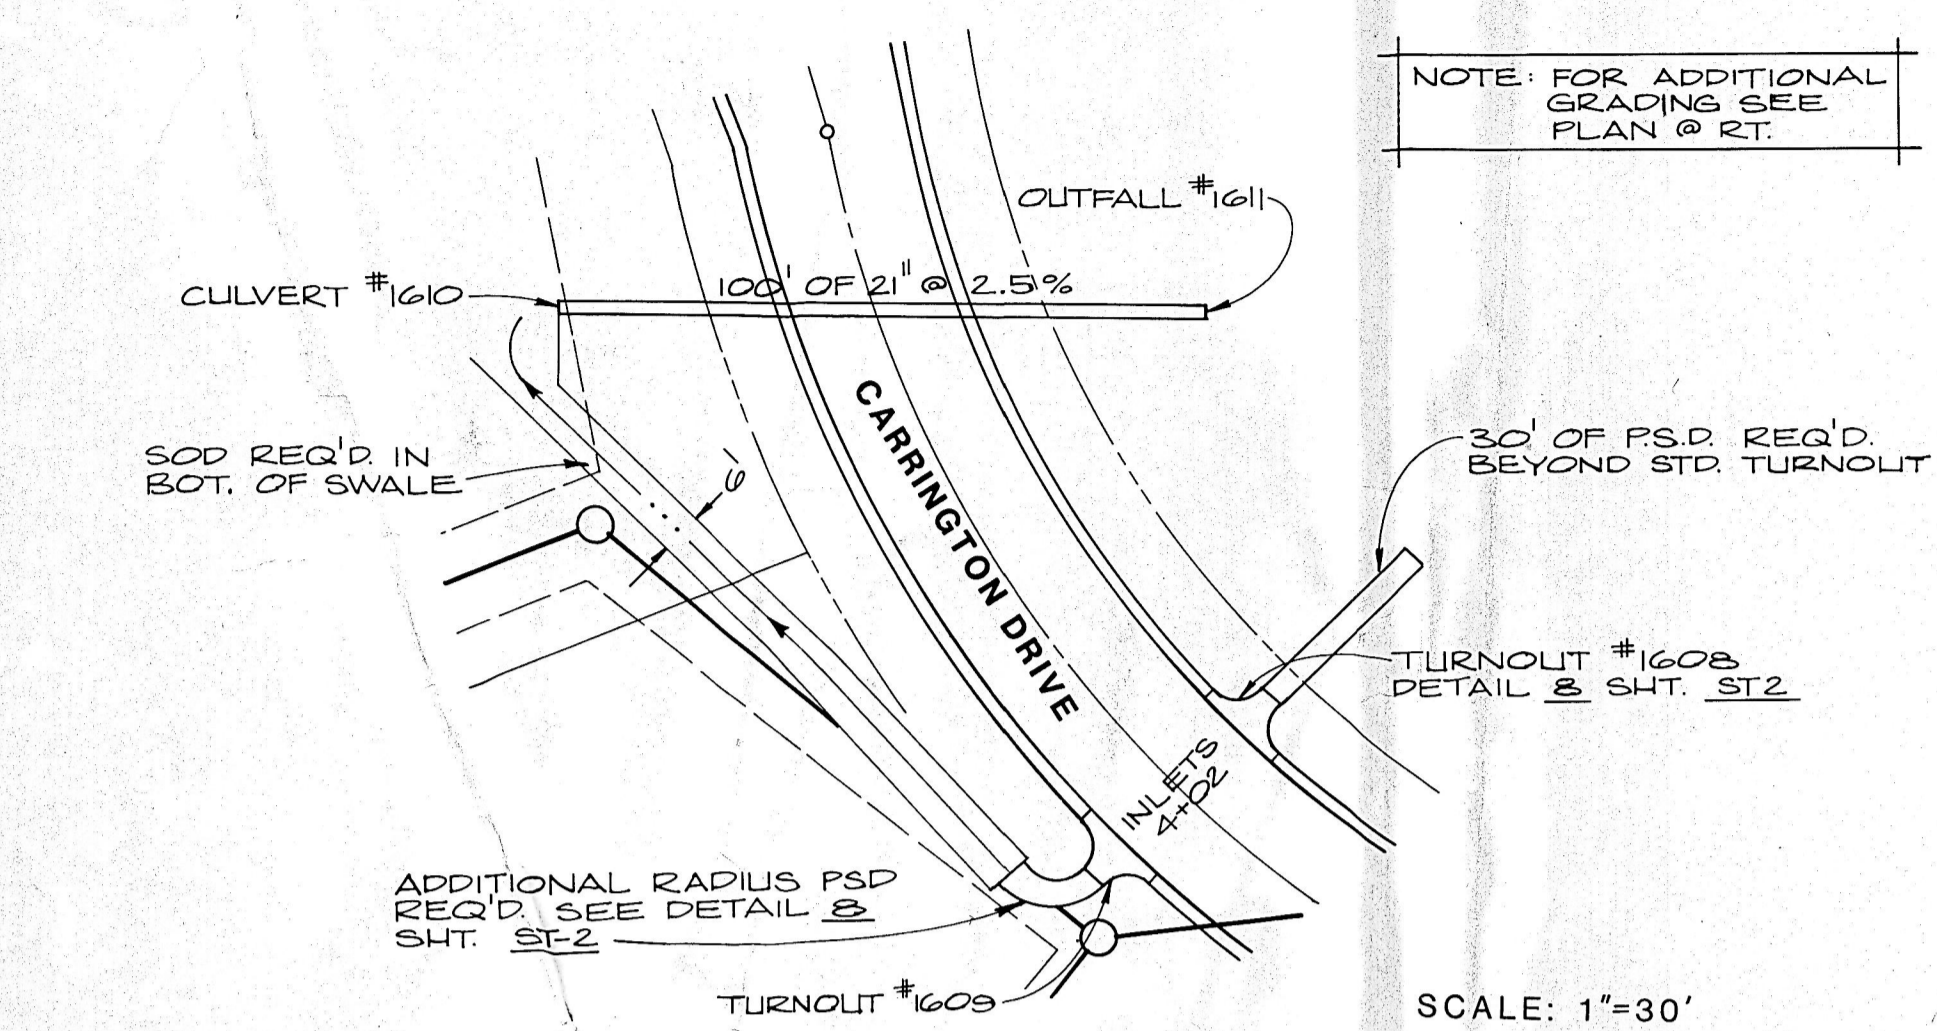 NOTE: FOR ADDITIONAL
GRADING SEE
PLAN @ RT.
OUTFALL #1611
CULVERT #1610
100' OF 21" @ 2.5%
CARRINGTON DRIVE
SOD REQ'D. IN
BOT. OF SWALE
6'
30' OF P.S.D. REQ'D.
BEYOND STD. TURNOUT
TURNOUT #1608
DETAIL 8 SHT. ST2
INLETS
4+02
ADDITIONAL RADIUS PSD
REQ'D. SEE DETAIL 8
SHT. ST-2
TURNOUT #1609
SCALE: 1"=30'